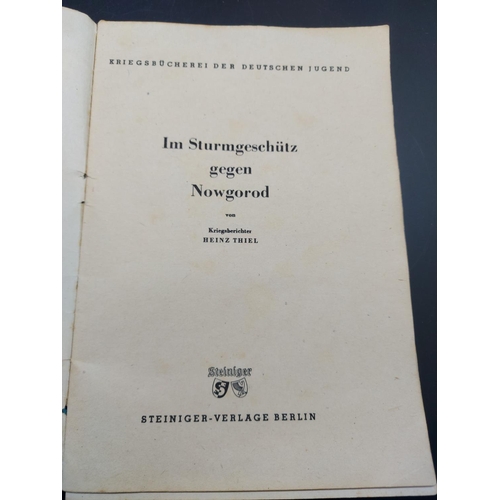 KRIEGSBÜCHEREI DER DEUTSCHEN JUGEND
Im Sturmgeschütz
gegen
Nowgorod
von
Kriegsberichter
HEINZ THIEL
Steiniger
STEINIGER-VERLAGE BERLIN